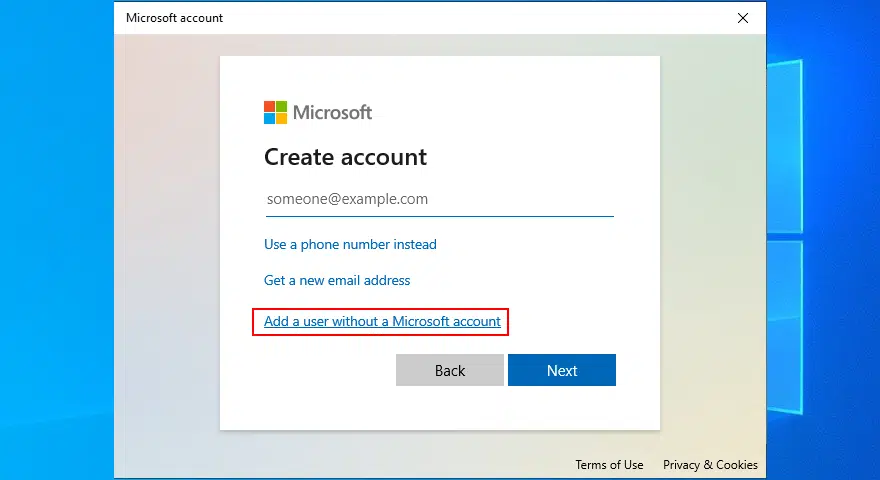 Microsoft account
Microsoft
Create account
someone@example.com
Use a phone number instead
Get a new email address
Add a user without a Microsoft account
Back Next
Terms of Use Privacy & Cookies